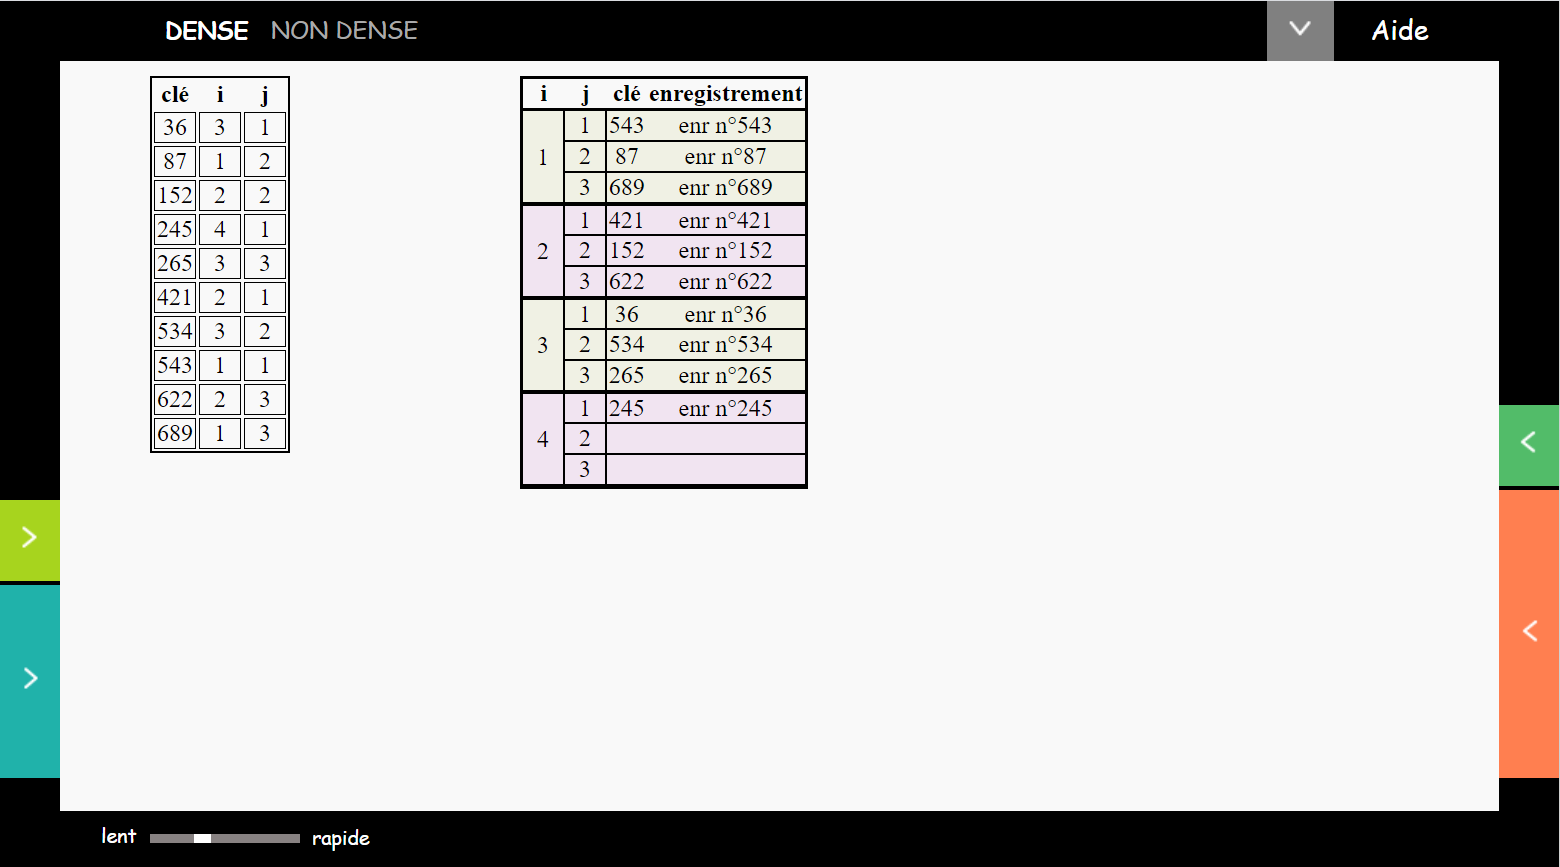 DENSE NON DENSE Aide
clé i j
36 3 1
87 1 2
152 2 2
245 4 1
265 3 3
421 2 1
534 3 2
543 1 1
622 2 3
689 1 3
i j clé enregistrement
1 1 543 enr n°543
2 87 enr n°87
3 689 enr n°689
2 1 421 enr n°421
2 152 enr n°152
3 622 enr n°622
3 1 36 enr n°36
2 534 enr n°534
3 265 enr n°265
4 1 245 enr n°245
2
3
lent rapide